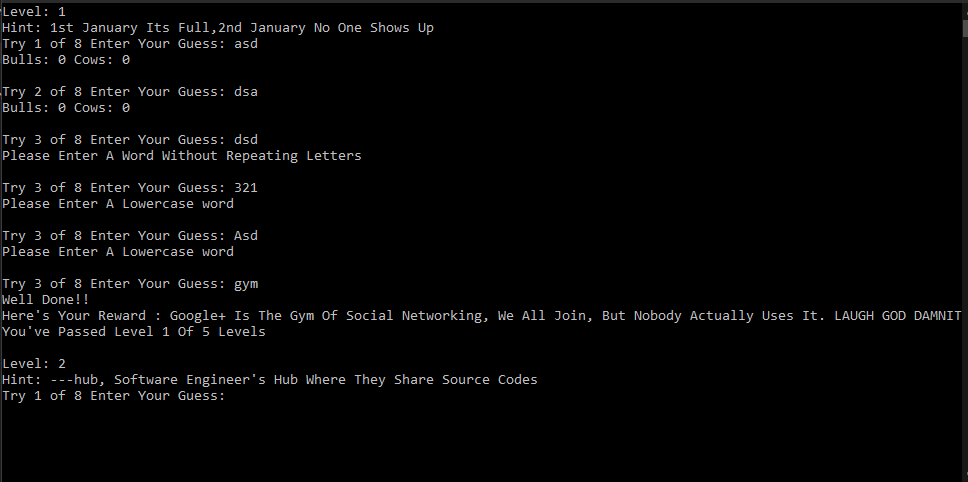 Level: 1
Hint: 1st January Its Full,2nd January No One Shows Up
Try 1 of 8 Enter Your Guess: asd
Bulls: 0 Cows: 0
Try 2 of 8 Enter Your Guess: dsa
Bulls: 0 Cows: 0
Try 3 of 8 Enter Your Guess: dsd
Please Enter A Word Without Repeating Letters
Try 3 of 8 Enter Your Guess: 321
Please Enter A Lowercase word
Try 3 of 8 Enter Your Guess: Asd
Please Enter A Lowercase word
Try 3 of 8 Enter Your Guess: gym
Well Done!!
Here's Your Reward : Google+ Is The Gym Of Social Networking, We All Join, But Nobody Actually Uses It. LAUGH GOD DAMNIT
You've Passed Level 1 Of 5 Levels
Level: 2
Hint: ---hub, Software Engineer's Hub Where They Share Source Codes
Try 1 of 8 Enter Your Guess: